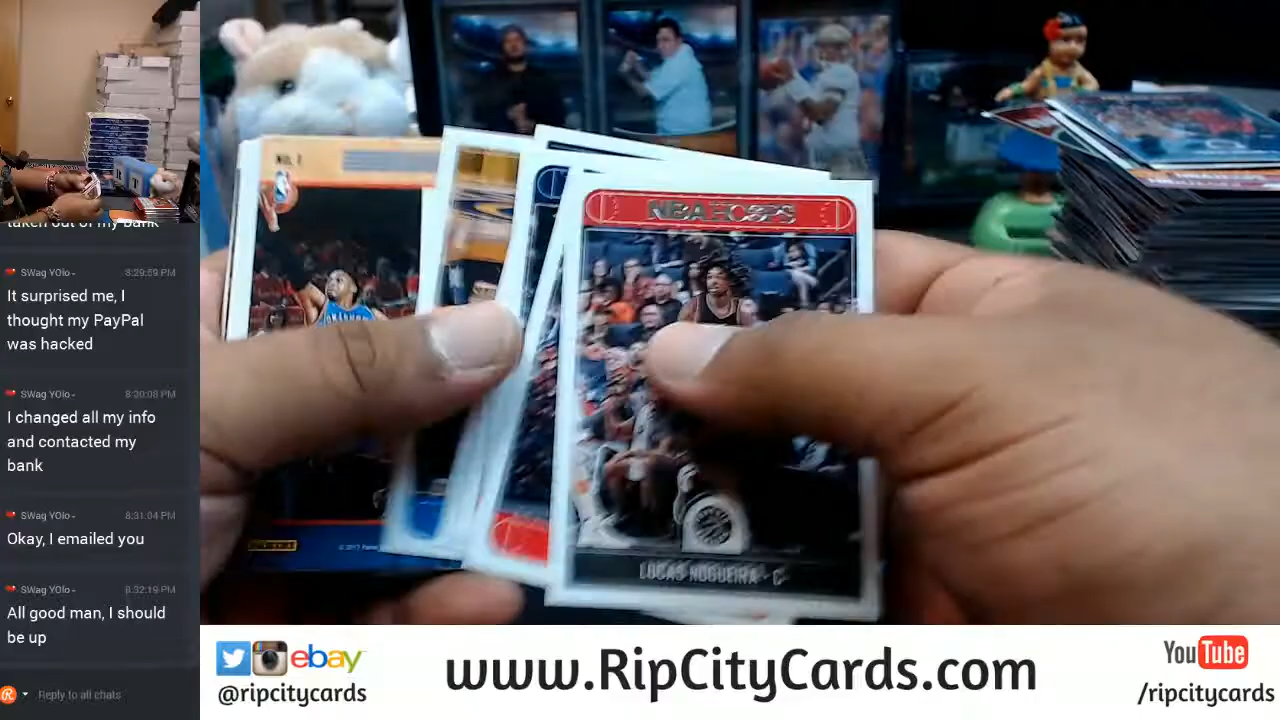 taken out of my bank
SWag YOlo - 8:29:59 PM
It surprised me, I
thought my PayPal
was hacked
SWag YOlo - 8:30:08 PM
I changed all my info
and contacted my
bank
SWag YOlo - 8:31:04 PM
Okay, I emailed you
SWag YOlo - 8:32:19 PM
All good man, I should
be up
Reply to all chats
NO. 1
NBA HOOPS
LUCAS NOGUEIRA - C
ebay
@ripcitycards
www.RipCityCards.com
YouTube
/ripcitycards